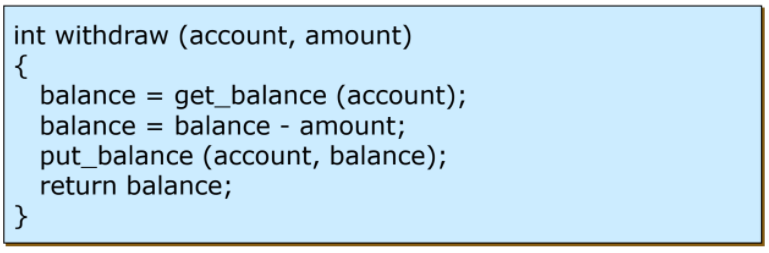 int withdraw (account, amount)
{
balance = get_balance (account);
balance = balance - amount;
put_balance (account, balance);
return balance;
}